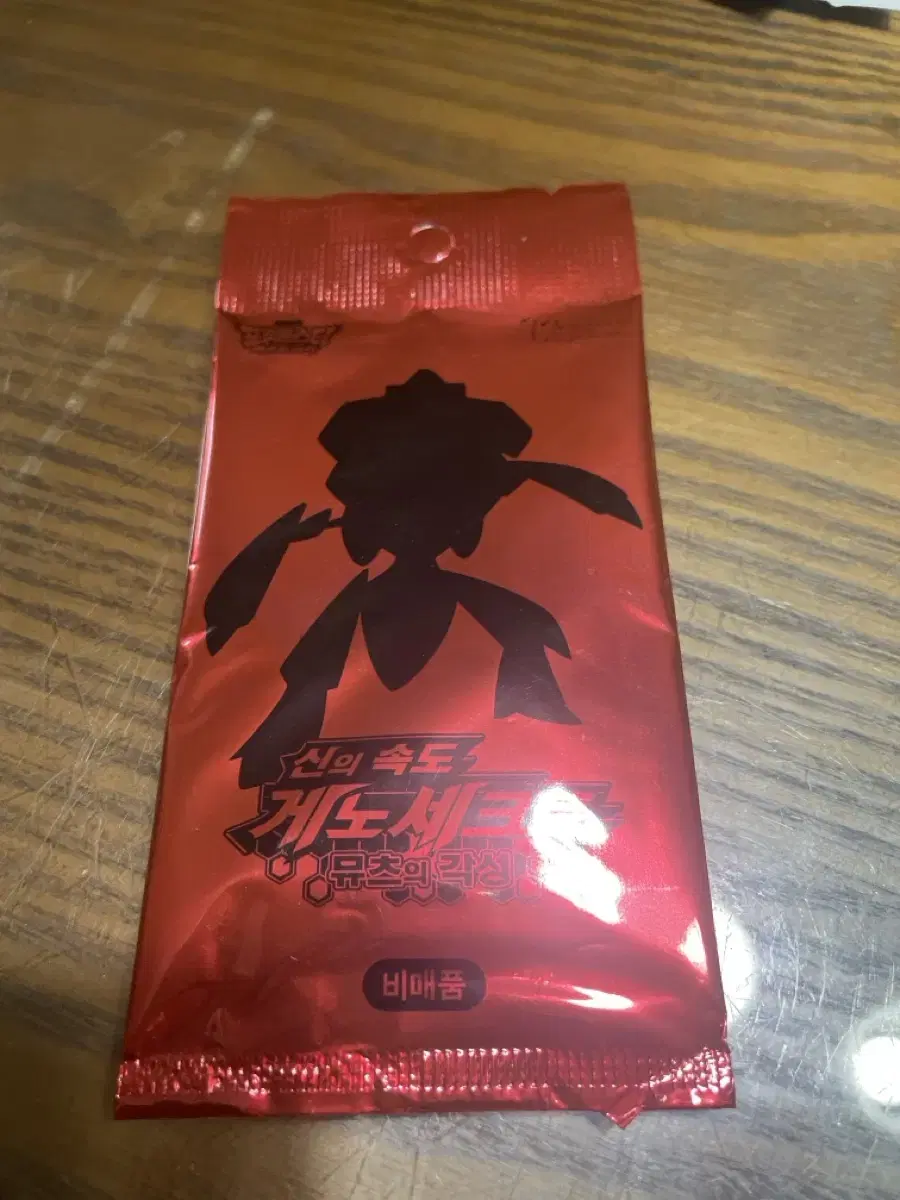 신의 속도
게노세크트
뮤츠의 각성
비매품